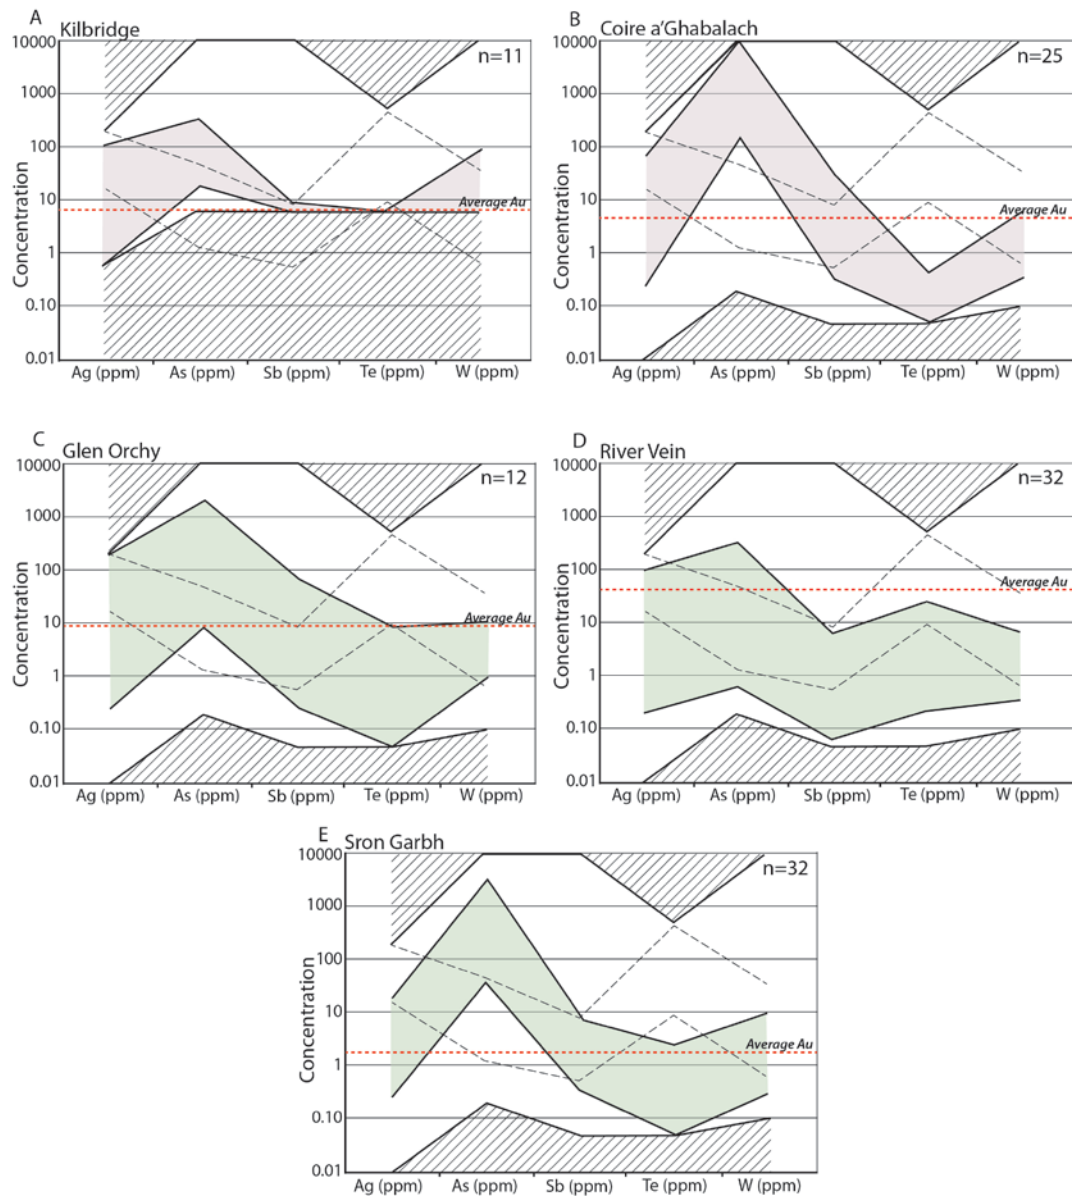 A
Kilbridge
n=11
Concentration
10000
1000
100
10
1
0.10
0.01
Average Au
Ag (ppm) As (ppm) Sb (ppm) Te (ppm) W (ppm)
B
Coire a'Ghabalach
n=25
Concentration
10000
1000
100
10
1
0.10
0.01
Average Au
Ag (ppm) As (ppm) Sb (ppm) Te (ppm) W (ppm)
C
Glen Orchy
n=12
Concentration
10000
1000
100
10
1
0.10
0.01
Average Au
Ag (ppm) As (ppm) Sb (ppm) Te (ppm) W (ppm)
D
River Vein
n=32
Concentration
10000
1000
100
10
1
0.10
0.01
Average Au
Ag (ppm) As (ppm) Sb (ppm) Te (ppm) W (ppm)
E
Sron Garbh
n=32
Concentration
10000
1000
100
10
1
0.10
0.01
Average Au
Ag (ppm) As (ppm) Sb (ppm) Te (ppm) W (ppm)